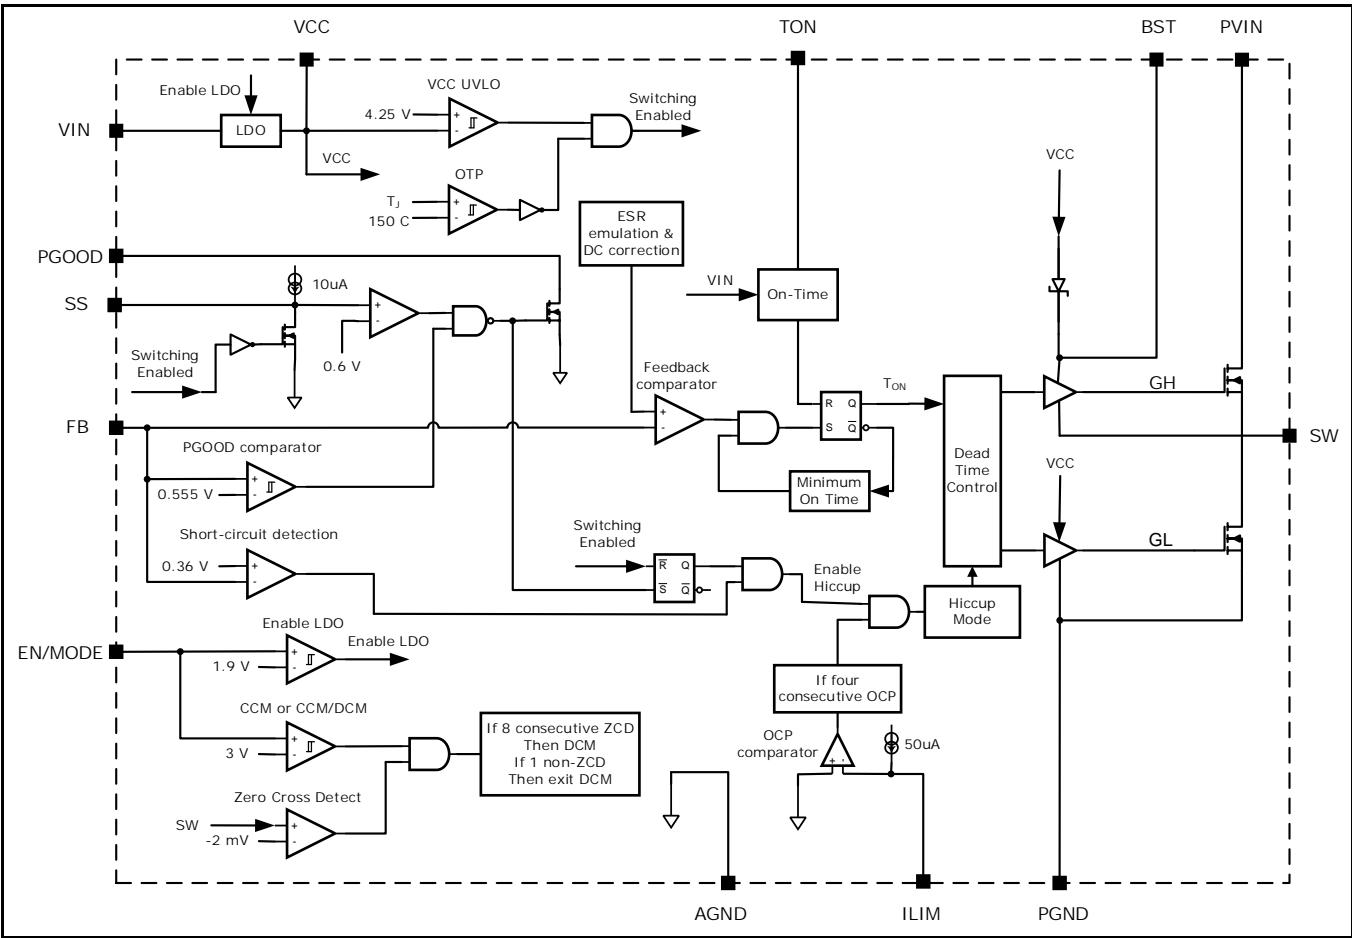 VCC
TON
BST
PVIN
Enable LDO
VCC UVLO
4.25 V
+
-
Switching
Enabled
VIN
LDO
VCC
VCC
OTP
TJ
150 C
+
-
ESR
emulation &
DC correction
PGOOD
10uA
SS
VIN
On-Time
+
-
0.6 V
Switching
Enabled
Feedback
comparator
TON
GH
+
-
R Q
S Q
FB
SW
PGOOD comparator
+
0.555 V
-
Dead
Time
Control
VCC
Minimum
On Time
Short-circuit detection
0.36 V
+
-
Switching
Enabled
GL
R Q
S Q
Enable
Hiccup
Hiccup
Mode
Enable LDO
Enable LDO
EN/MODE
+
1.9 V
-
If four
consecutive OCP
CCM or CCM/DCM
+
3 V
-
If 8 consecutive ZCD
Then DCM
If 1 non-ZCD
Then exit DCM
OCP
comparator
+ -
50uA
Zero Cross Detect
SW
+
-2 mV
-
AGND
ILIM
PGND